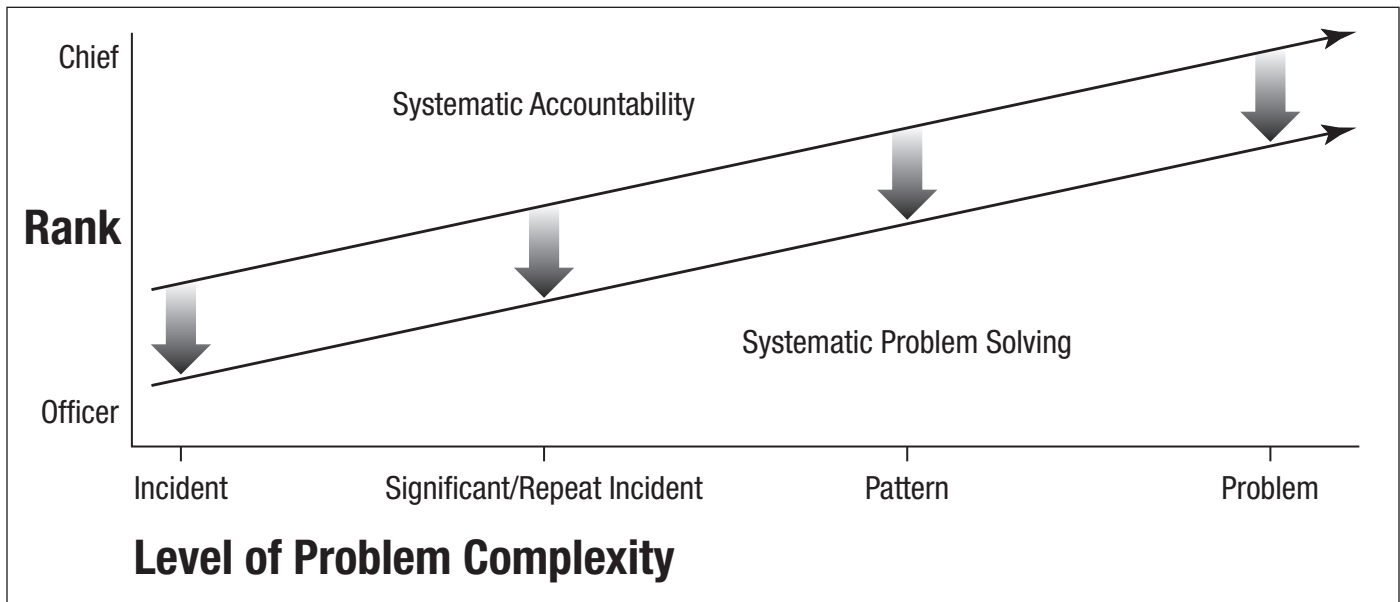 Chief
Systematic Accountability
Rank
Systematic Problem Solving
Officer
Incident
Significant/Repeat Incident
Pattern
Problem
Level of Problem Complexity